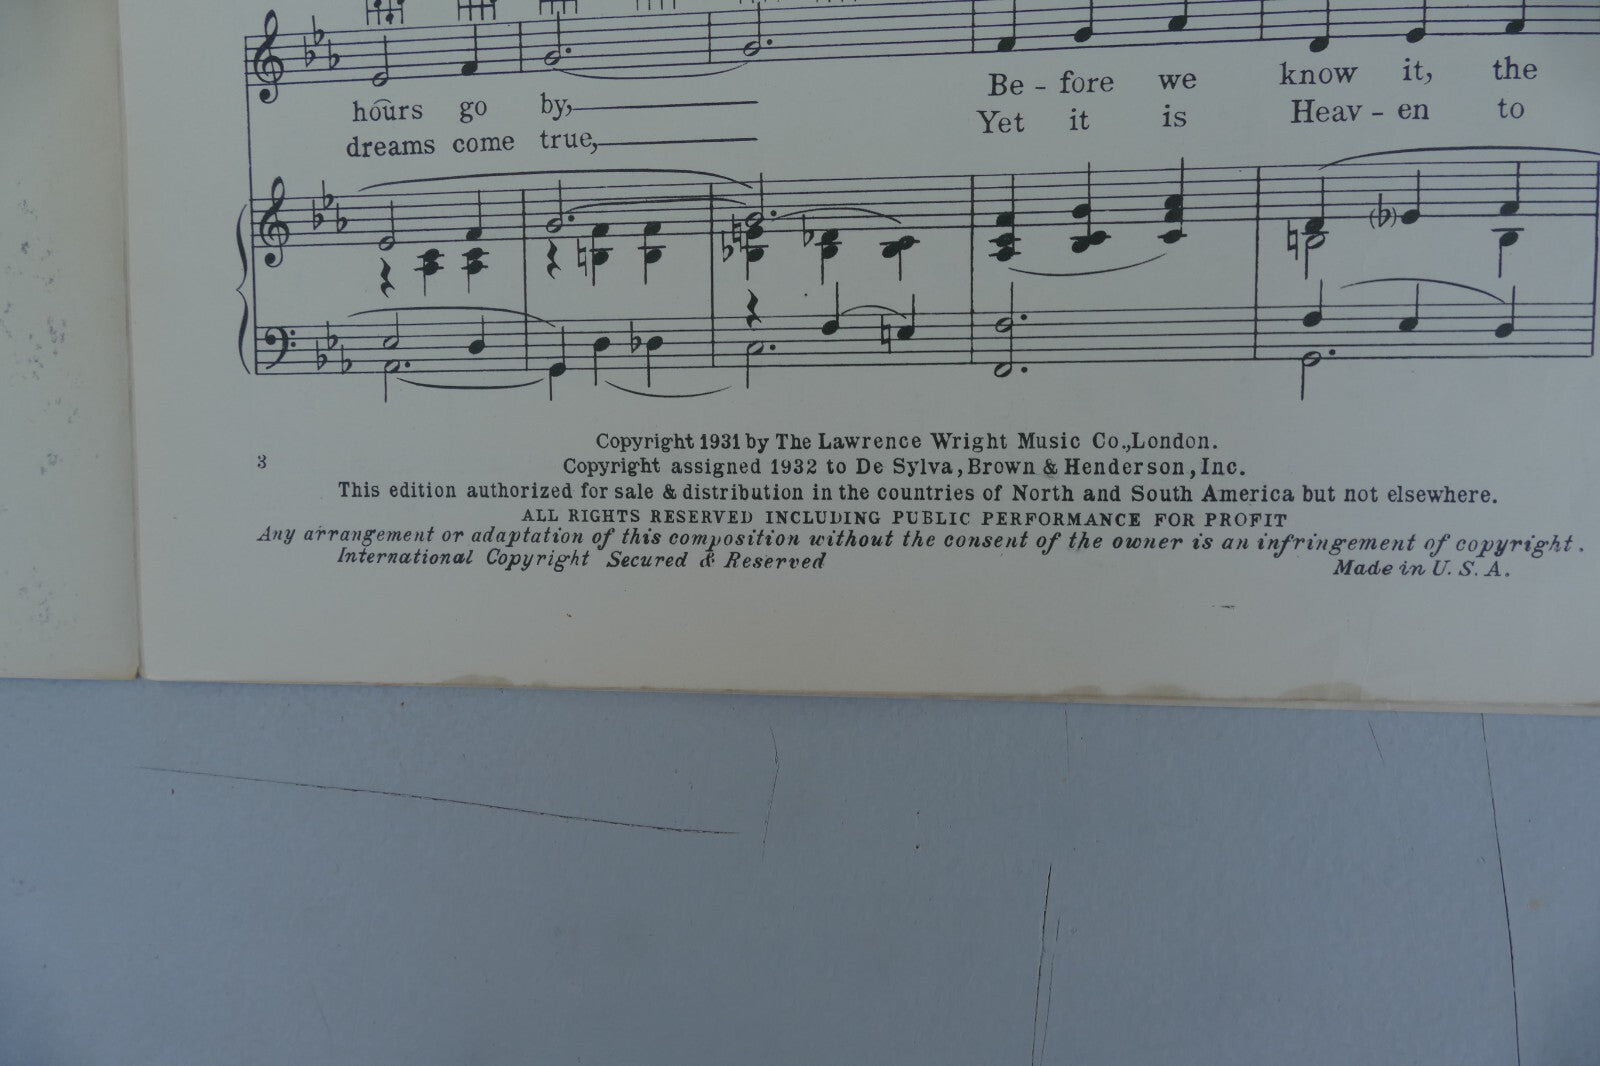 Be - fore we know it, the
hours go by,
Yet it is Heav - en to
dreams come true,
(♭)
Copyright 1931 by The Lawrence Wright Music Co., London.
3
Copyright assigned 1932 to De Sylva, Brown & Henderson, Inc.
This edition authorized for sale & distribution in the countries of North and South America but not elsewhere.
ALL RIGHTS RESERVED INCLUDING PUBLIC PERFORMANCE FOR PROFIT
Any arrangement or adaptation of this composition without the consent of the owner is an infringement of copyright.
International Copyright Secured & Reserved
Made in U. S. A.